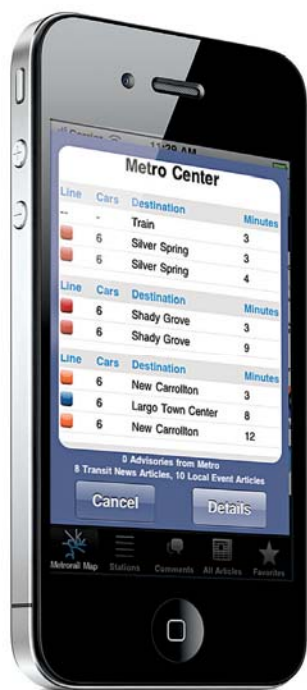 11:29 AM
Metro Center
Line Cars Destination Minutes
-- - Train 3
6 Silver Spring 3
6 Silver Spring 4
Line Cars Destination Minutes
6 Shady Grove 3
6 Shady Grove 9
Line Cars Destination Minutes
6 New Carrollton 3
6 Largo Town Center 8
6 New Carrollton 12
0 Advisories from Metro
8 Transit News Articles, 10 Local Event Articles
Cancel Details
Metrorail Map Stations Comments All Articles Favorites